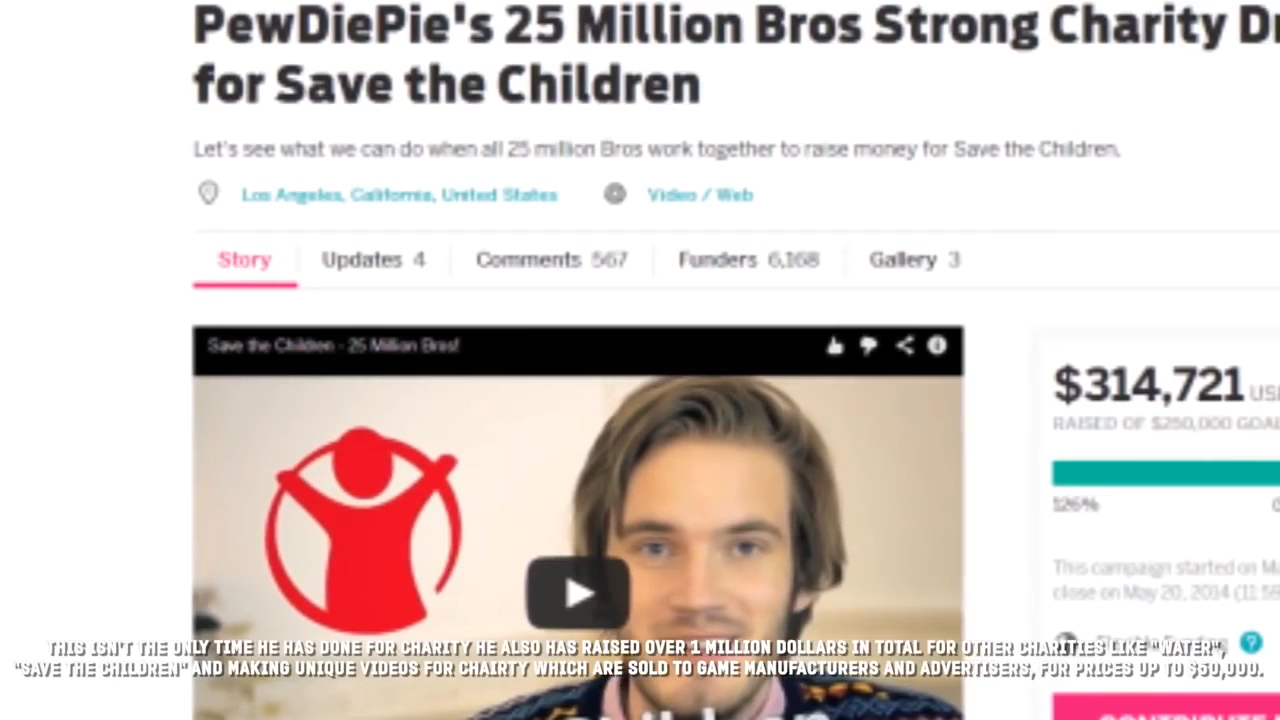 PewDiePie's 25 Million Bros Strong Charity
for Save the Children
Let's see what we can do when all 25 million Bros work together to raise money for Save the Children.
Los Angeles, California, United States Video / Web
Story Updates 4 Comments 567 Funders 6,168 Gallery 3
Save the Children - 25 Million Bros!
$314,721
RAISED OF $250,000 GOAL
126%
This campaign started on
close on May 20, 2014
THIS ISN'T THE ONLY TIME HE HAS DONE FOR CHARITY HE ALSO HAS RAISED OVER 1 MILLION DOLLARS IN TOTAL FOR OTHER CHARITIES LIKE "WATER",
"SAVE THE CHILDREN" AND MAKING UNIQUE VIDEOS FOR CHAIRTY WHICH ARE SOLD TO GAME MANUFACTURERS AND ADVERTISERS, FOR PRICES UP TO $50,000.